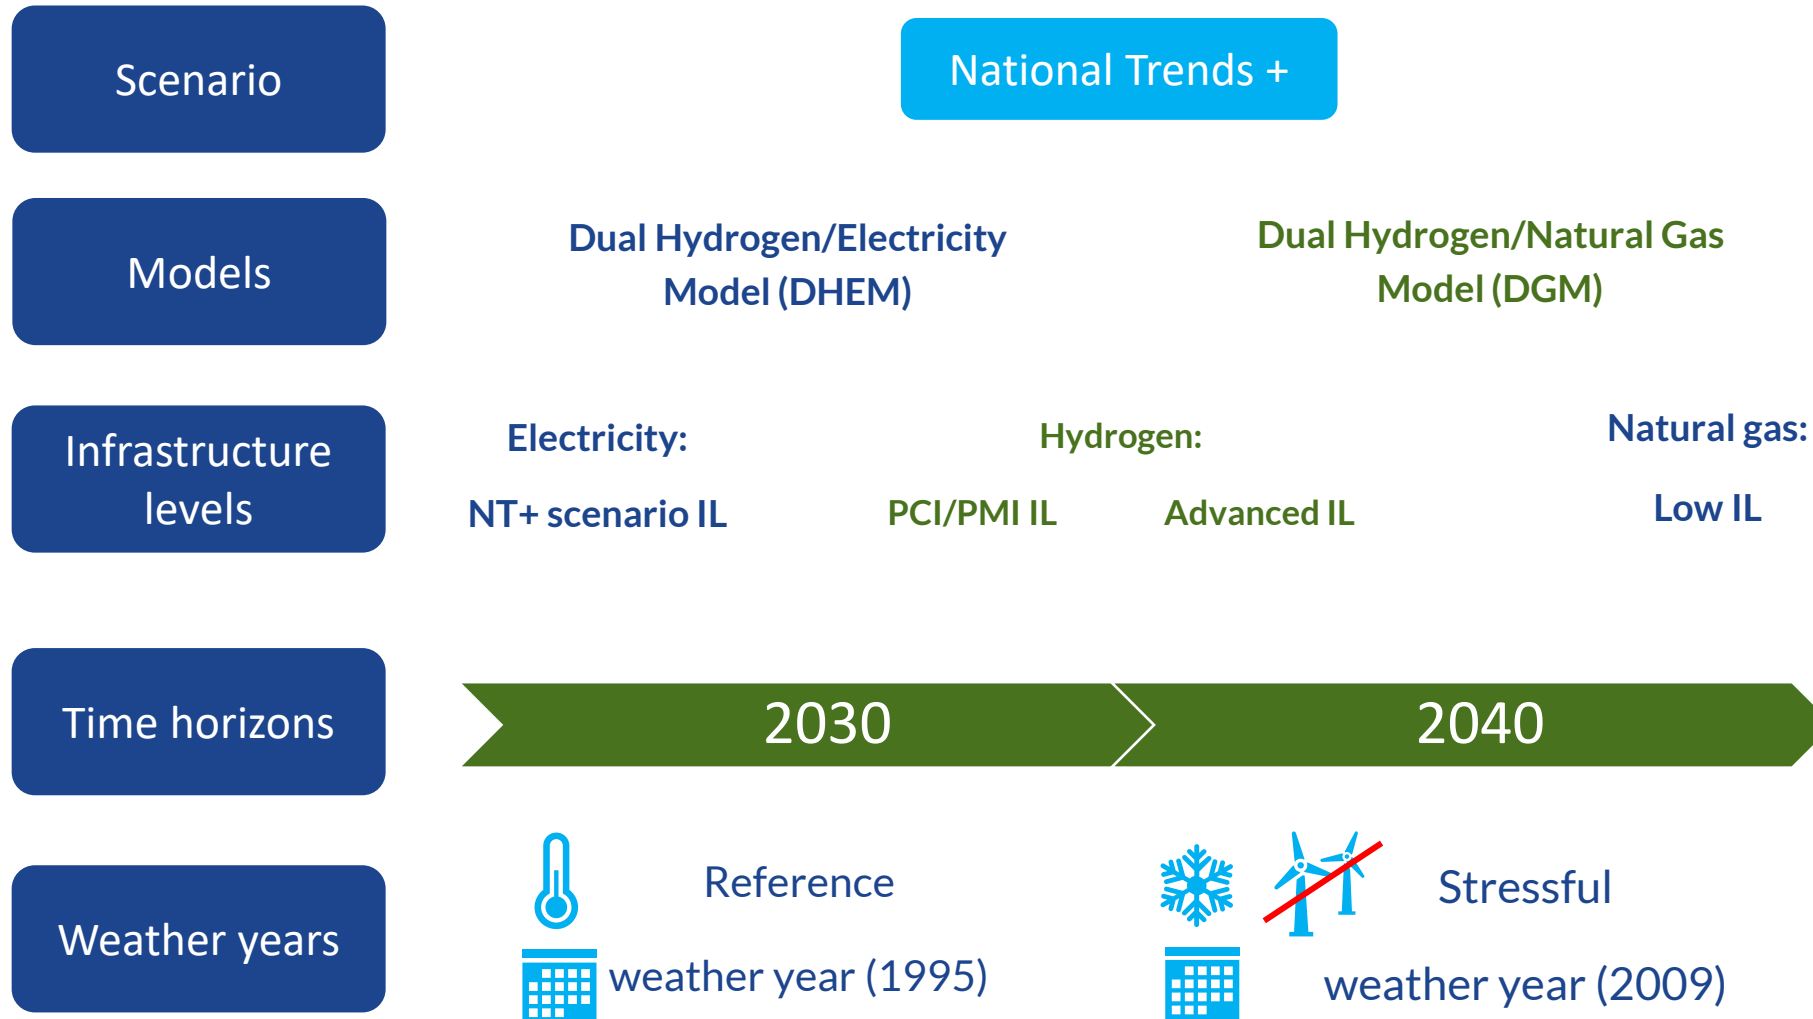 Scenario
National Trends +
Models
Dual Hydrogen/Electricity
Model (DHEM)
Dual Hydrogen/Natural Gas
Model (DGM)
Infrastructure
levels
Electricity:
NT+ scenario IL
Hydrogen:
PCI/PMI IL
Advanced IL
Natural gas:
Low IL
Time horizons
2030
2040
Weather years
Reference
weather year (1995)
Stressful
weather year (2009)